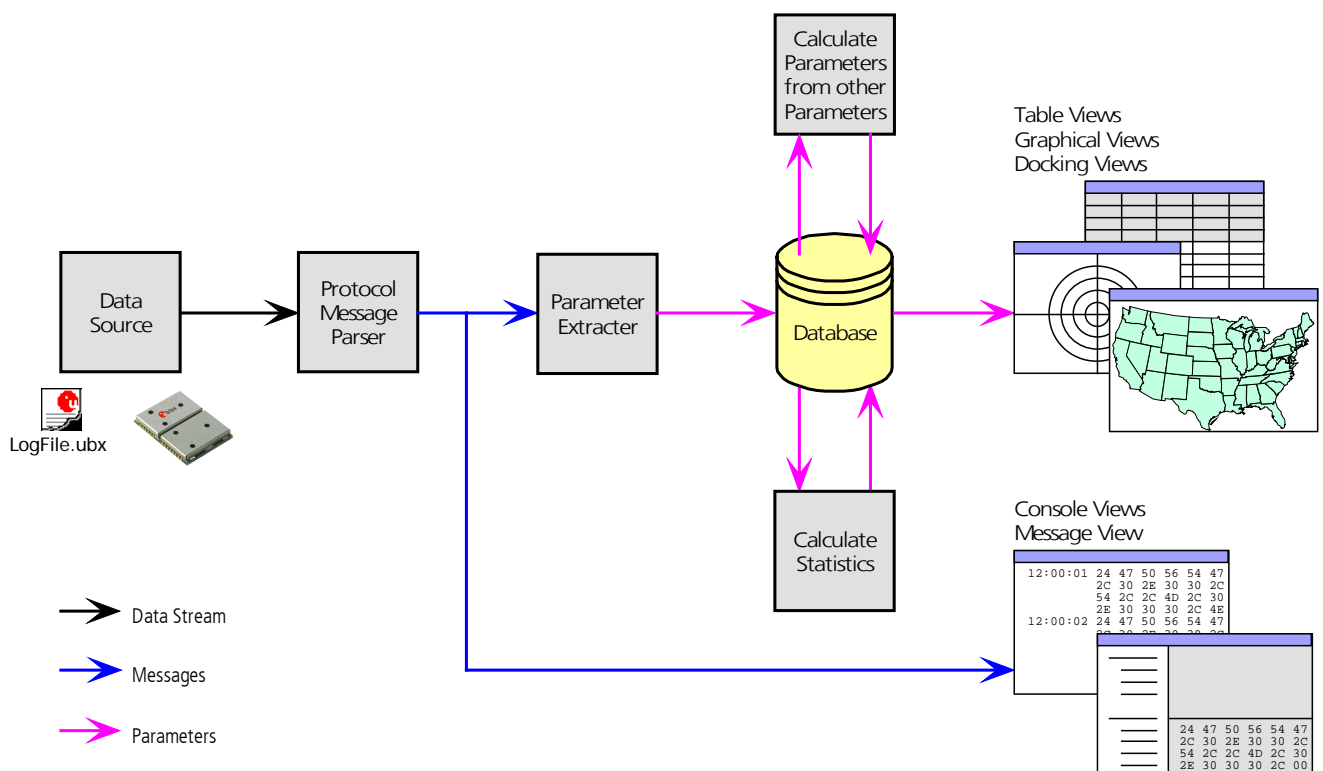 Calculate
Parameters
from other
Parameters
Table Views
Graphical Views
Docking Views
Data
Source
Protocol
Message
Parser
Parameter
Extracter
Database
LogFile.ubx
Calculate
Statistics
Console Views
Message View
12:00:01 24 47 50 56 54 47
2C 30 2E 30 30 2C
54 2C 2C 4D 2C 30
2E 30 30 30 2C 4E
12:00:02 24 47 50 56 54 47
24 47 50 56 54 47
2C 30 2E 30 30 2C
54 2C 2C 4D 2C 30
2E 30 30 30 2C 00
Data Stream
Messages
Parameters